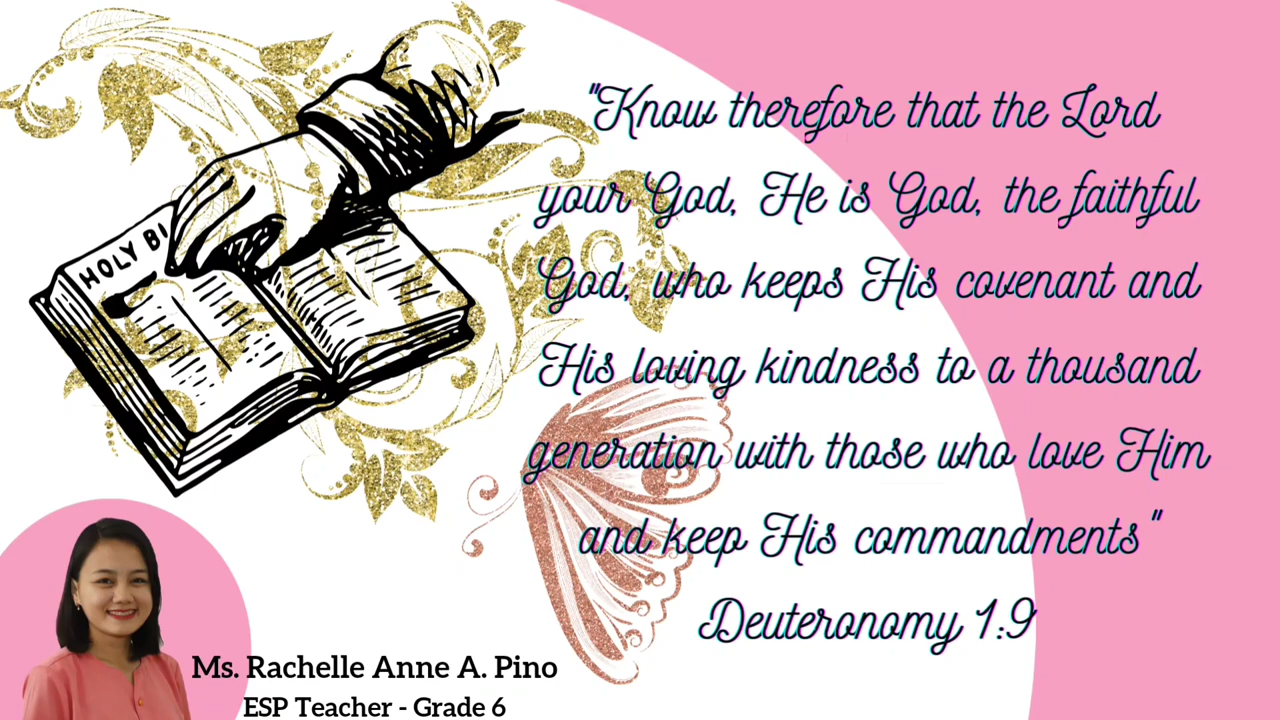 HOLY BI
"Know therefore that the Lord
your God, He is God, the faithful
God, who keeps His covenant and
His loving kindness to a thousand
generation with those who love Him
and keep His commandments"
Deuteronomy 1:9
Ms. Rachelle Anne A. Pino
ESP Teacher - Grade 6